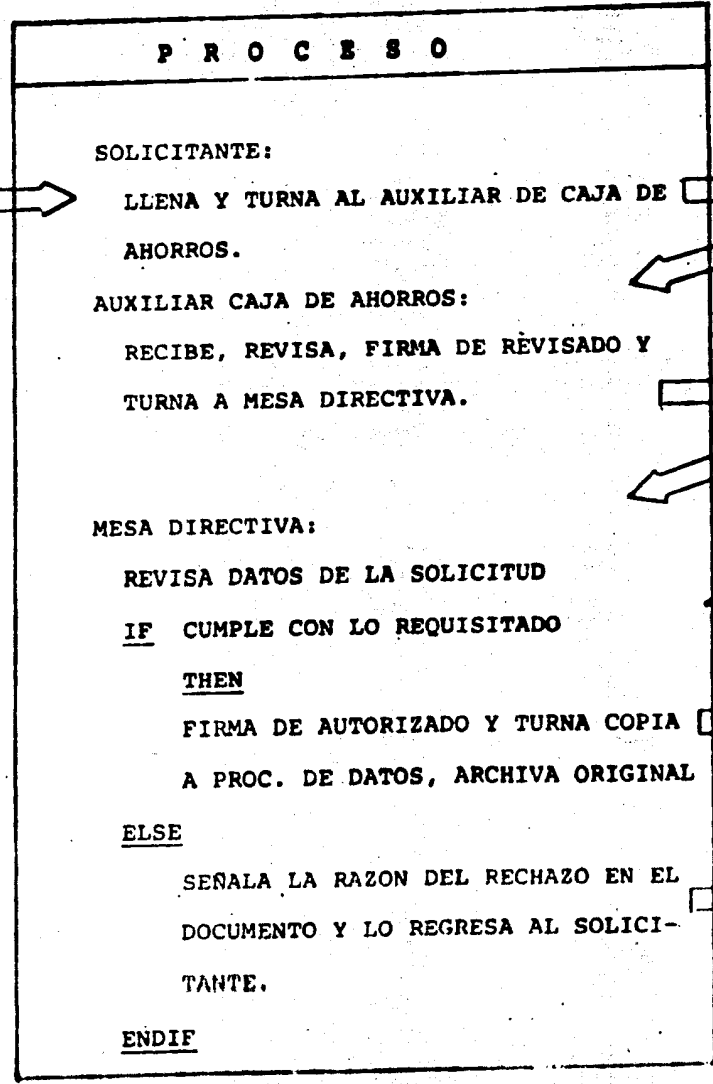 P R O C E S O
SOLICITANTE:
LLENA Y TURNA AL AUXILIAR DE CAJA DE
AHORROS.
AUXILIAR CAJA DE AHORROS:
RECIBE, REVISA, FIRMA DE REVISADO Y
TURNA A MESA DIRECTIVA.
MESA DIRECTIVA:
REVISA DATOS DE LA SOLICITUD
IF CUMPLE CON LO REQUISITADO
THEN
FIRMA DE AUTORIZADO Y TURNA COPIA
A PROC. DE DATOS, ARCHIVA ORIGINAL
ELSE
SEÑALA LA RAZON DEL RECHAZO EN EL
DOCUMENTO Y LO REGRESA AL SOLICI-
TANTE.
ENDIF